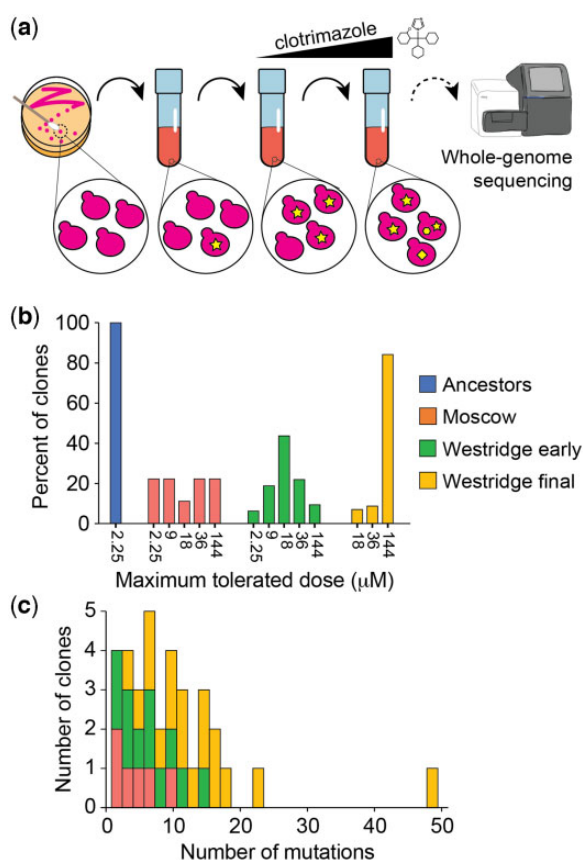 (a)
clotrimazole
Whole-genome
sequencing
(b)
100
80
60
40
20
0
Percent of clones
2.25
2.25
9
18
36
144
2.25
9
18
36
144
18
36
144
Maximum tolerated dose (μM)
Ancestors
Moscow
Westridge early
Westridge final
(c)
5
4
3
2
1
0
Number of clones
0
10
20
30
40
50
Number of mutations